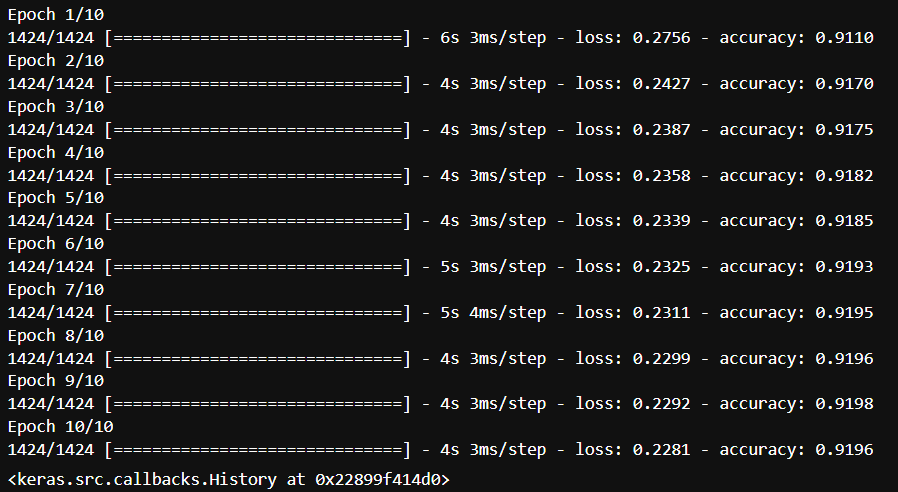 Epoch 1/10
1424/1424 [==============================] - 6s 3ms/step - loss: 0.2756 - accuracy: 0.9110
Epoch 2/10
1424/1424 [==============================] - 4s 3ms/step - loss: 0.2427 - accuracy: 0.9170
Epoch 3/10
1424/1424 [==============================] - 4s 3ms/step - loss: 0.2387 - accuracy: 0.9175
Epoch 4/10
1424/1424 [==============================] - 4s 3ms/step - loss: 0.2358 - accuracy: 0.9182
Epoch 5/10
1424/1424 [==============================] - 4s 3ms/step - loss: 0.2339 - accuracy: 0.9185
Epoch 6/10
1424/1424 [==============================] - 5s 3ms/step - loss: 0.2325 - accuracy: 0.9193
Epoch 7/10
1424/1424 [==============================] - 5s 4ms/step - loss: 0.2311 - accuracy: 0.9195
Epoch 8/10
1424/1424 [==============================] - 4s 3ms/step - loss: 0.2299 - accuracy: 0.9196
Epoch 9/10
1424/1424 [==============================] - 4s 3ms/step - loss: 0.2292 - accuracy: 0.9198
Epoch 10/10
1424/1424 [==============================] - 4s 3ms/step - loss: 0.2281 - accuracy: 0.9196
<keras.src.callbacks.History at 0x22899f414d0>